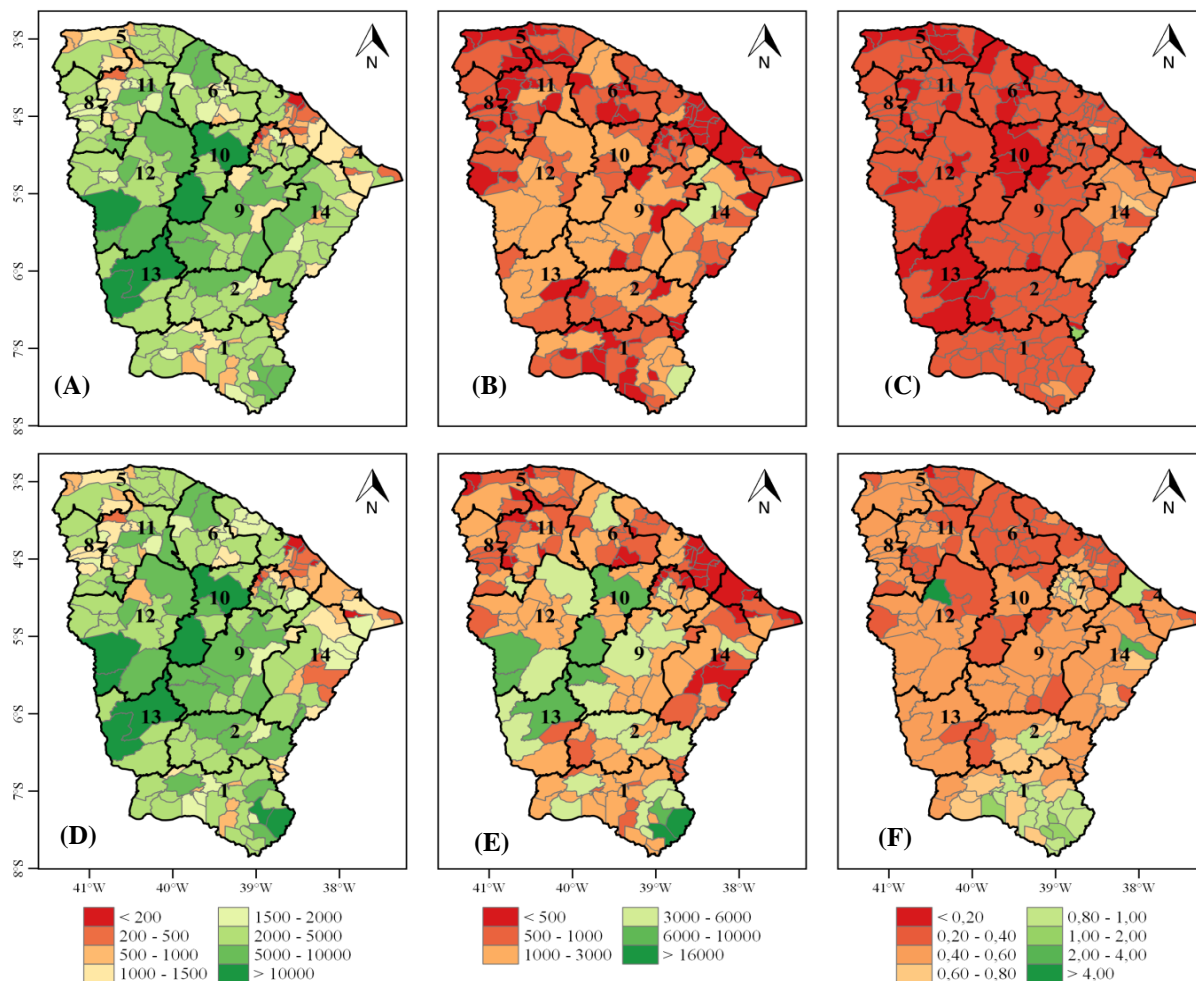 N
N
N
3°S
4°S
5°S
6°S
7°S
8°S
5
11
6
8
3
7
4
10
12
9
14
13
2
1
(A)
5
11
6
8
3
7
4
10
12
9
14
13
2
1
(B)
5
11
6
8
3
7
4
10
12
9
14
13
2
1
(C)
N
N
N
3°S
4°S
5°S
6°S
7°S
8°S
5
11
6
8
3
7
4
10
12
9
14
13
2
1
(D)
5
11
6
8
3
7
4
10
12
9
14
13
2
1
(E)
5
11
6
8
3
7
4
10
12
9
14
13
2
1
(F)
41°W 40°W 39°W 38°W
41°W 40°W 39°W 38°W
41°W 40°W 39°W 38°W
< 200
200 - 500
500 - 1000
1000 - 1500
1500 - 2000
2000 - 5000
5000 - 10000
> 10000
< 500
500 - 1000
1000 - 3000
3000 - 6000
6000 - 10000
> 16000
< 0,20
0,20 - 0,40
0,40 - 0,60
0,60 - 0,80
0,80 - 1,00
1,00 - 2,00
2,00 - 4,00
> 4,00